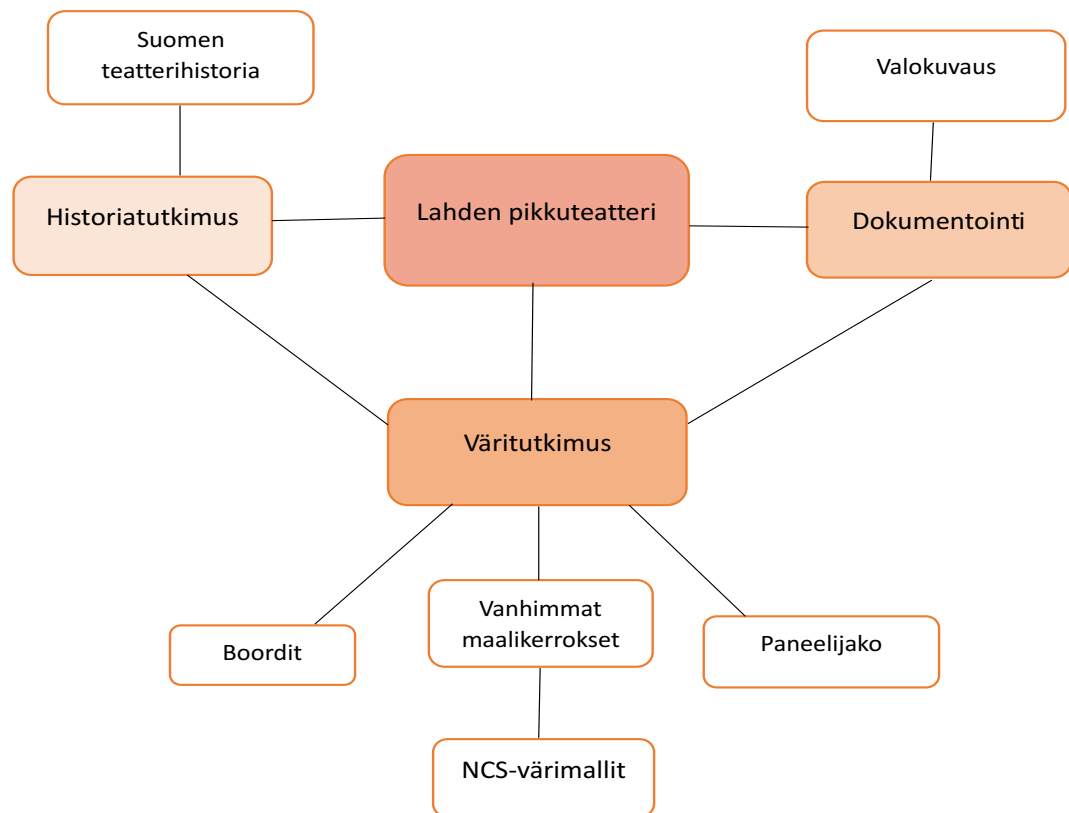 Suomen
teatterihistoria
Valokuvaus
Historiatutkimus
Lahden pikkuteatteri
Dokumentointi
Väritutkimus
Boordit
Vanhimmat
maalikerrokset
Paneelijako
NCS-värimallit